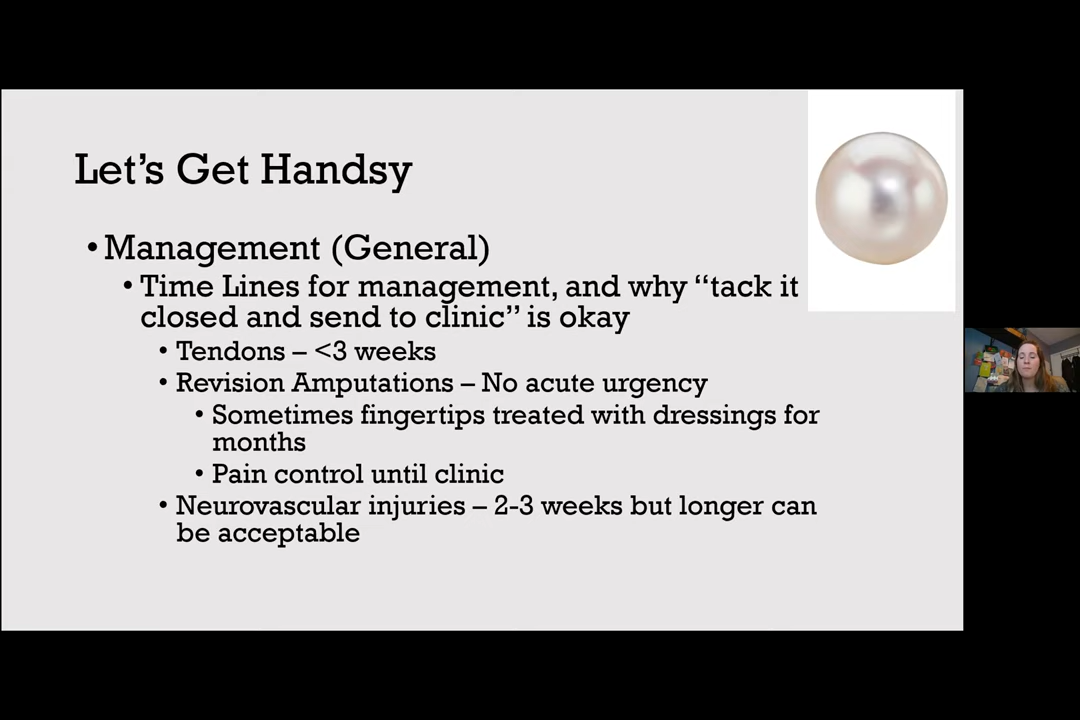 Let's Get Handsy
• Management (General)
• Time Lines for management, and why “tack it
closed and send to clinic” is okay
• Tendons – <3 weeks
• Revision Amputations – No acute urgency
• Sometimes fingertips treated with dressings for
months
• Pain control until clinic
• Neurovascular injuries – 2-3 weeks but longer can
be acceptable